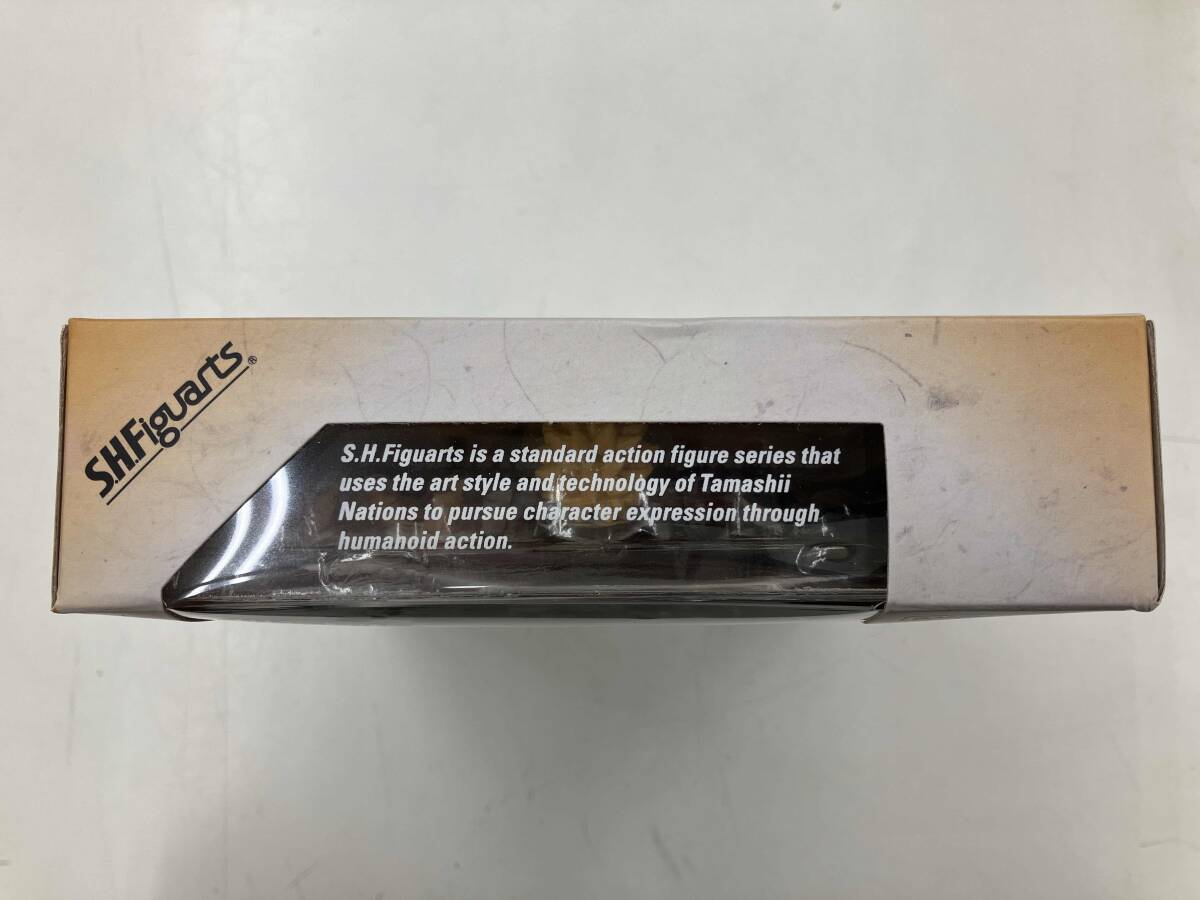 S.H.Figuarts®
S.H.Figuarts is a standard action figure series that
uses the art style and technology of Tamashii
Nations to pursue character expression through
humanoid action.